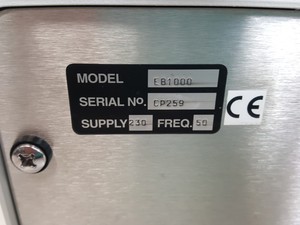 MODEL EB1000
SERIAL No. EP259 CE
SUPPLY 230 FREQ. 50